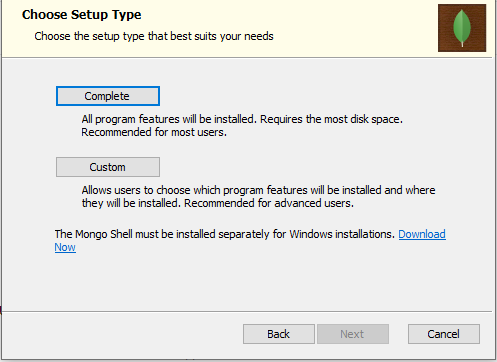 Choose Setup Type
Choose the setup type that best suits your needs
Complete
All program features will be installed. Requires the most disk space.
Recommended for most users.
Custom
Allows users to choose which program features will be installed and where
they will be installed. Recommended for advanced users.
The Mongo Shell must be installed separately for Windows installations. Download
Now
Back
Next
Cancel